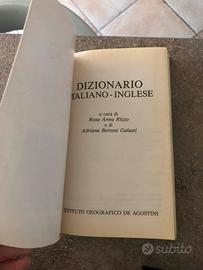 DIZIONARIO
ITALIANO-INGLESE
a cura di
Rosa Anna Rizzo
e di
Adriana Bertoni Galassi
ISTITUTO GEOGRAFICO DE AGOSTINI
subito